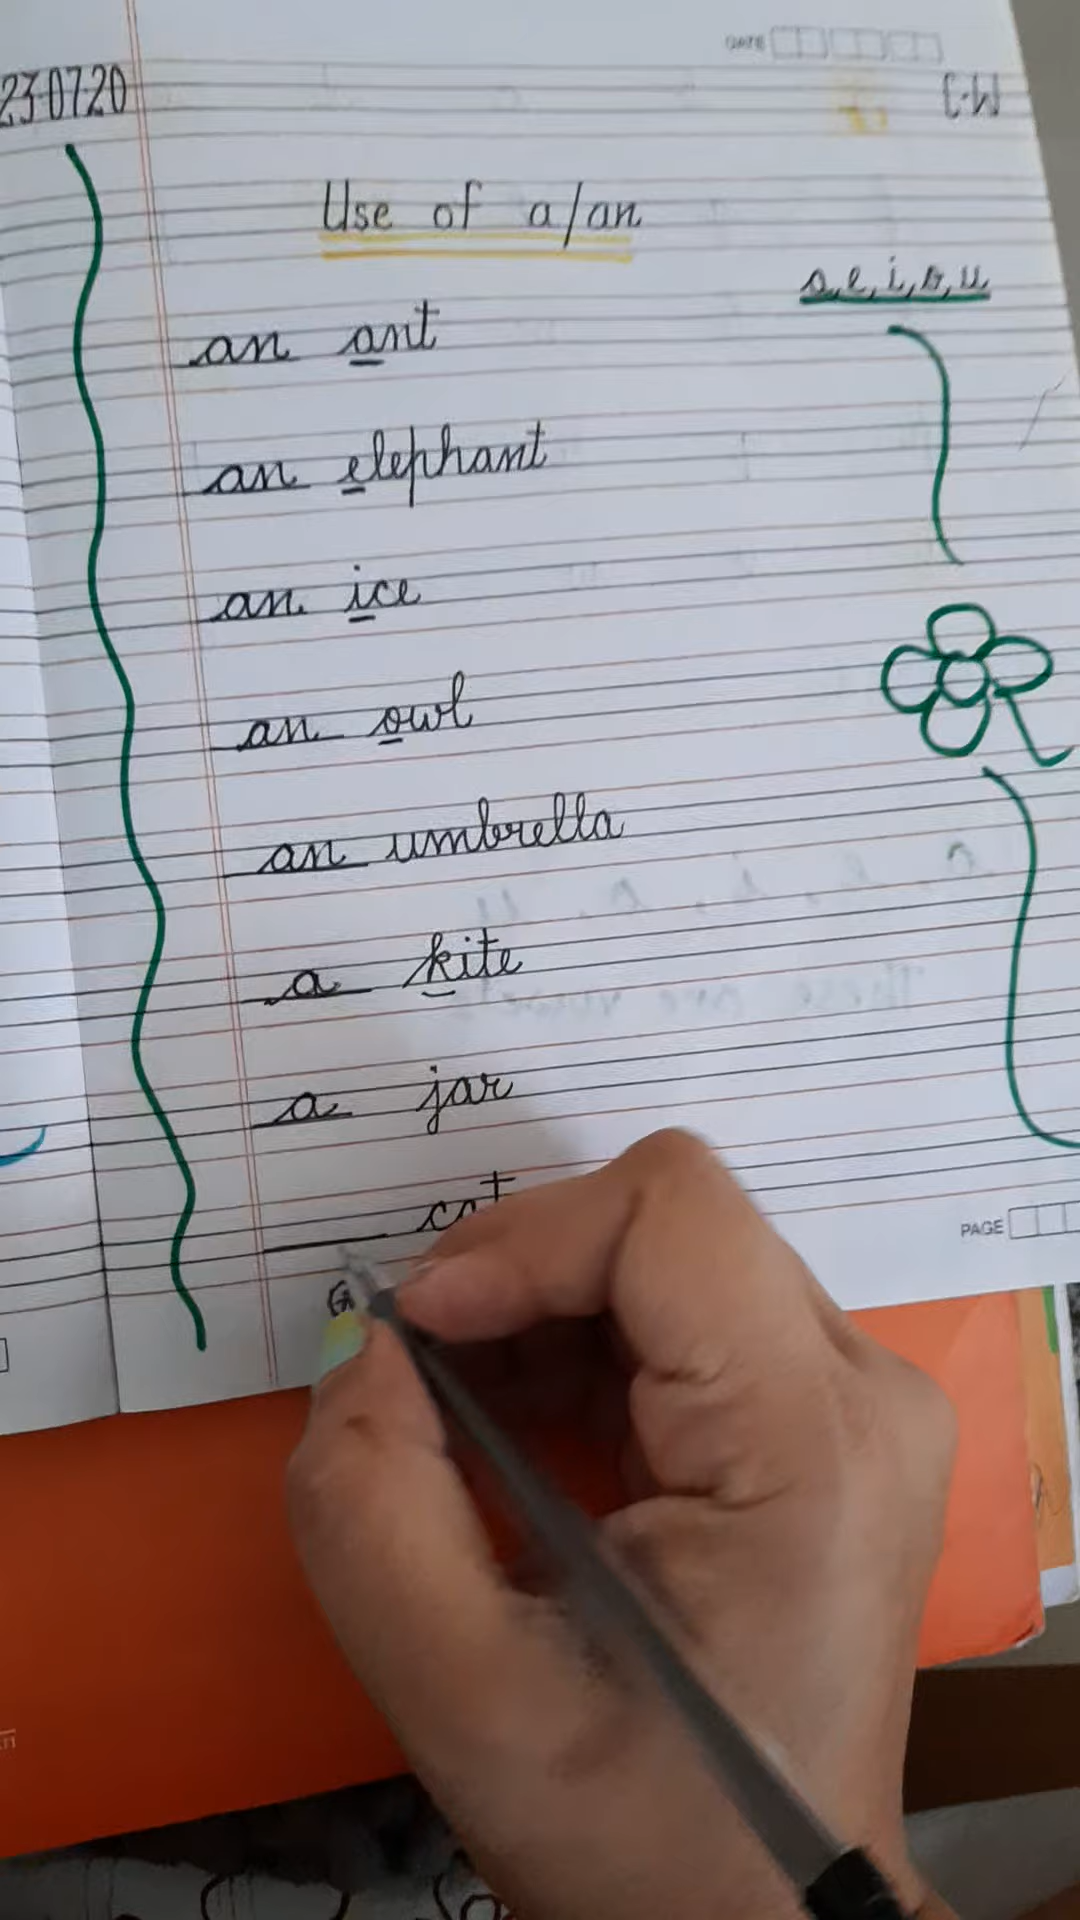 DATE
23-07-20
C-W
Use of a/an
a, e, i, o, u
an ant
an elephant
an ice
an owl
an umbrella
a kite
a jar
cat
PAGE